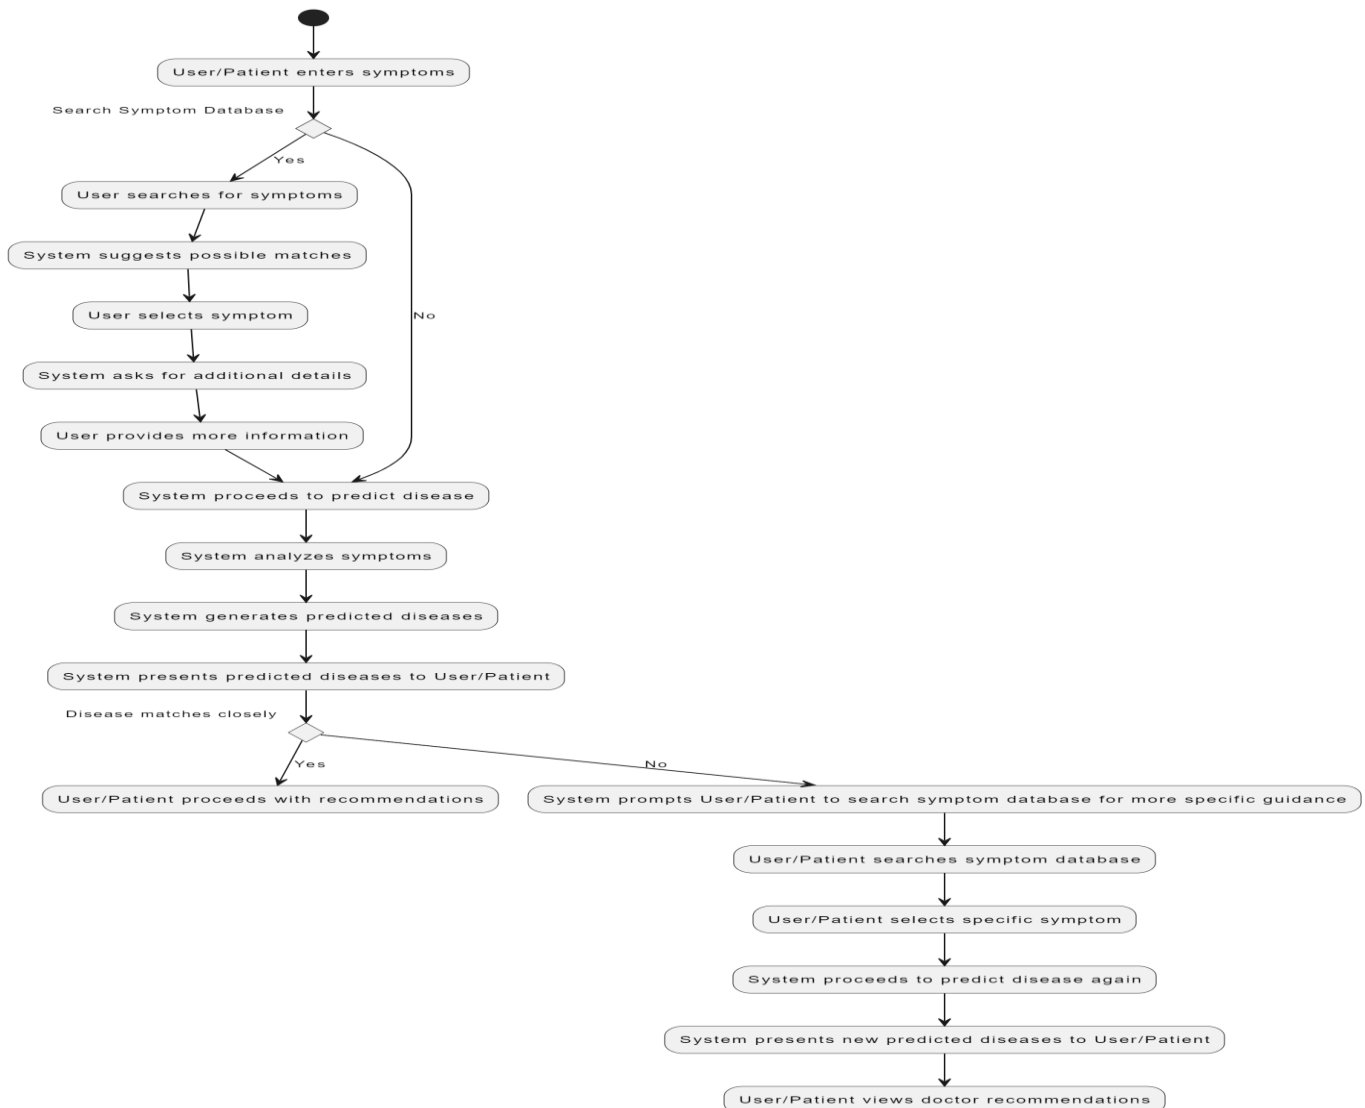 User/Patient enters symptoms
Search Symptom Database
Yes
User searches for symptoms
System suggests possible matches
User selects symptom
No
System asks for additional details
User provides more information
System proceeds to predict disease
System analyzes symptoms
System generates predicted diseases
System presents predicted diseases to User/Patient
Disease matches closely
Yes
No
User/Patient proceeds with recommendations
System prompts User/Patient to search symptom database for more specific guidance
User/Patient searches symptom database
User/Patient selects specific symptom
System proceeds to predict disease again
System presents new predicted diseases to User/Patient
User/Patient views doctor recommendations